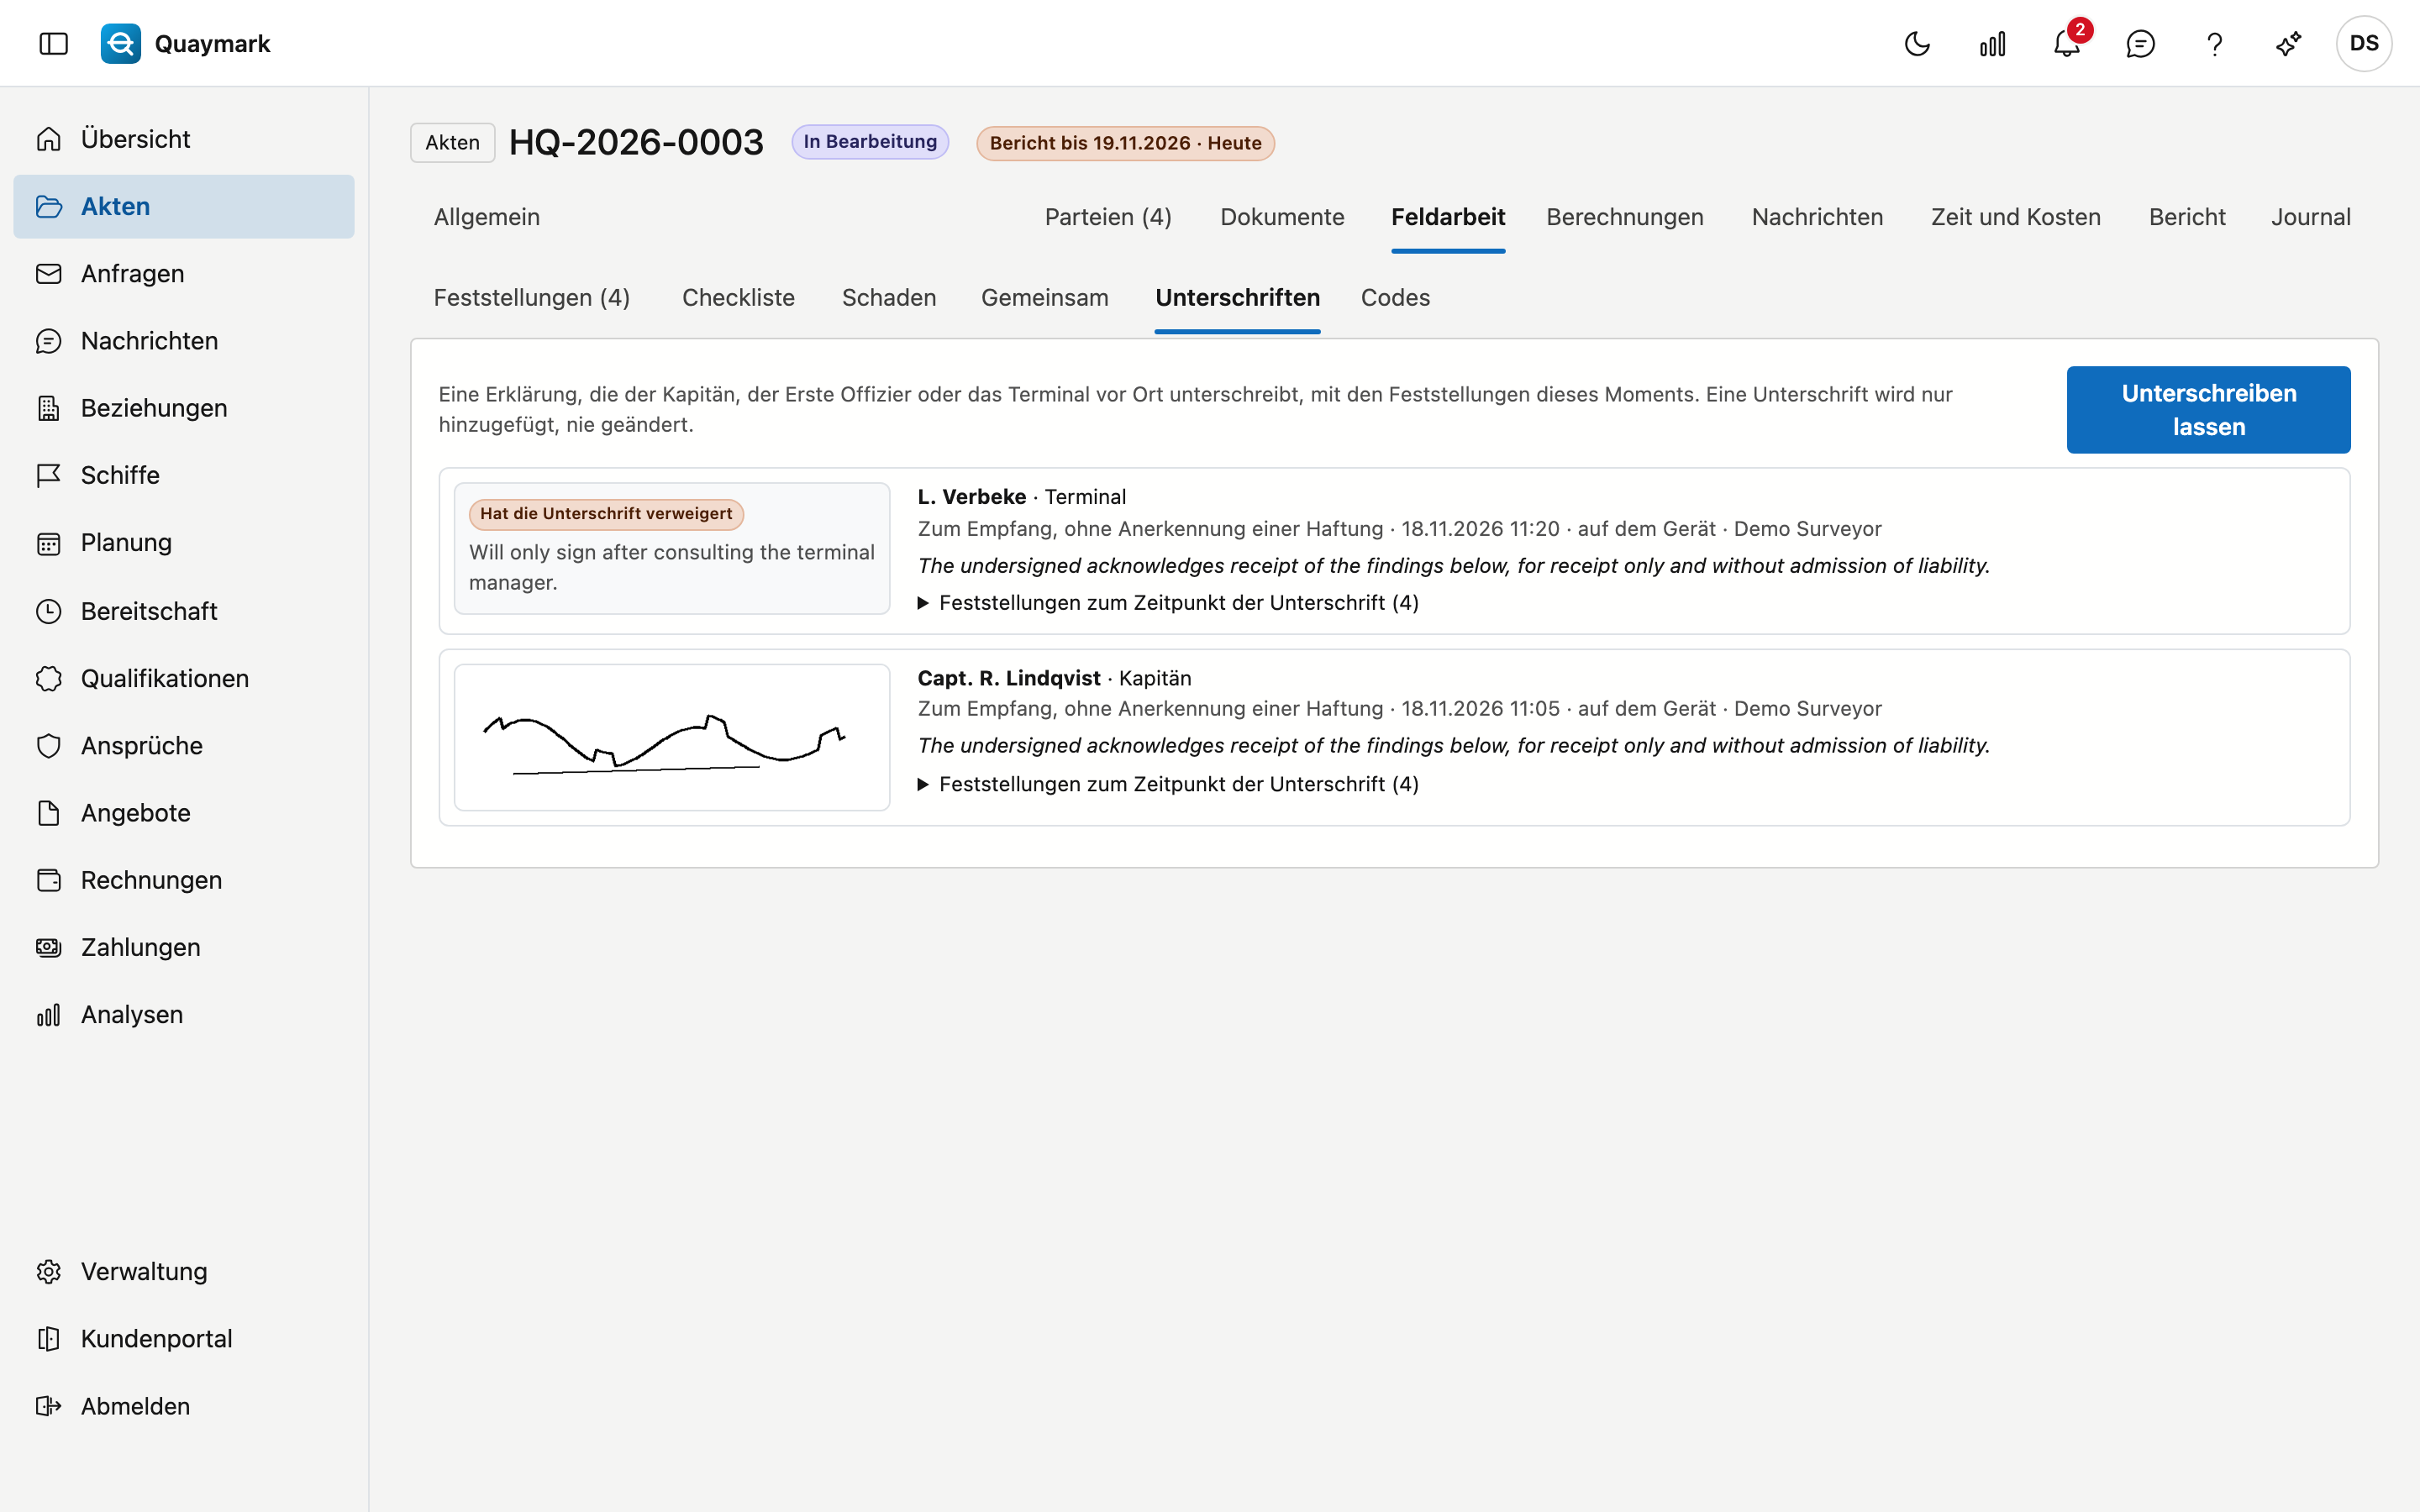 Quaymark
2
DS
Übersicht
Akten
Anfragen
Nachrichten
Beziehungen
Schiffe
Planung
Bereitschaft
Qualifikationen
Ansprüche
Angebote
Rechnungen
Zahlungen
Analysen
Verwaltung
Kundenportal
Abmelden
Akten HQ-2026-0003 In Bearbeitung Bericht bis 19.11.2026 · Heute
Allgemein Parteien (4) Dokumente Feldarbeit Berechnungen Nachrichten Zeit und Kosten Bericht Journal
Feststellungen (4) Checkliste Schaden Gemeinsam Unterschriften Codes
Eine Erklärung, die der Kapitän, der Erste Offizier oder das Terminal vor Ort unterschreibt, mit den Feststellungen dieses Moments. Eine Unterschrift wird nur
hinzugefügt, nie geändert.
Unterschreiben
lassen
Hat die Unterschrift verweigert
Will only sign after consulting the terminal
manager.
L. Verbeke · Terminal
Zum Empfang, ohne Anerkennung einer Haftung · 18.11.2026 11:20 · auf dem Gerät · Demo Surveyor
The undersigned acknowledges receipt of the findings below, for receipt only and without admission of liability.
▶ Feststellungen zum Zeitpunkt der Unterschrift (4)
Capt. R. Lindqvist · Kapitän
Zum Empfang, ohne Anerkennung einer Haftung · 18.11.2026 11:05 · auf dem Gerät · Demo Surveyor
The undersigned acknowledges receipt of the findings below, for receipt only and without admission of liability.
▶ Feststellungen zum Zeitpunkt der Unterschrift (4)